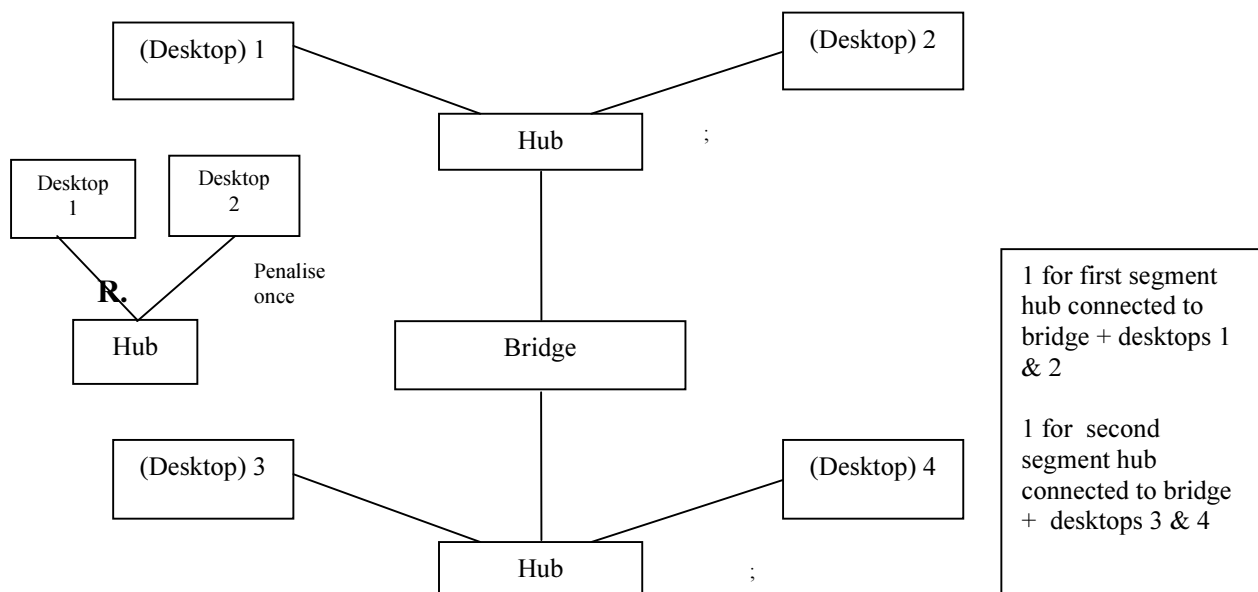 (Desktop) 1
(Desktop) 2
Hub
;
Desktop
1
Desktop
2
R.
Penalise
once
Hub
Bridge
1 for first segment
hub connected to
bridge + desktops 1
& 2
1 for second
segment hub
connected to bridge
+ desktops 3 & 4
(Desktop) 3
(Desktop) 4
Hub
;